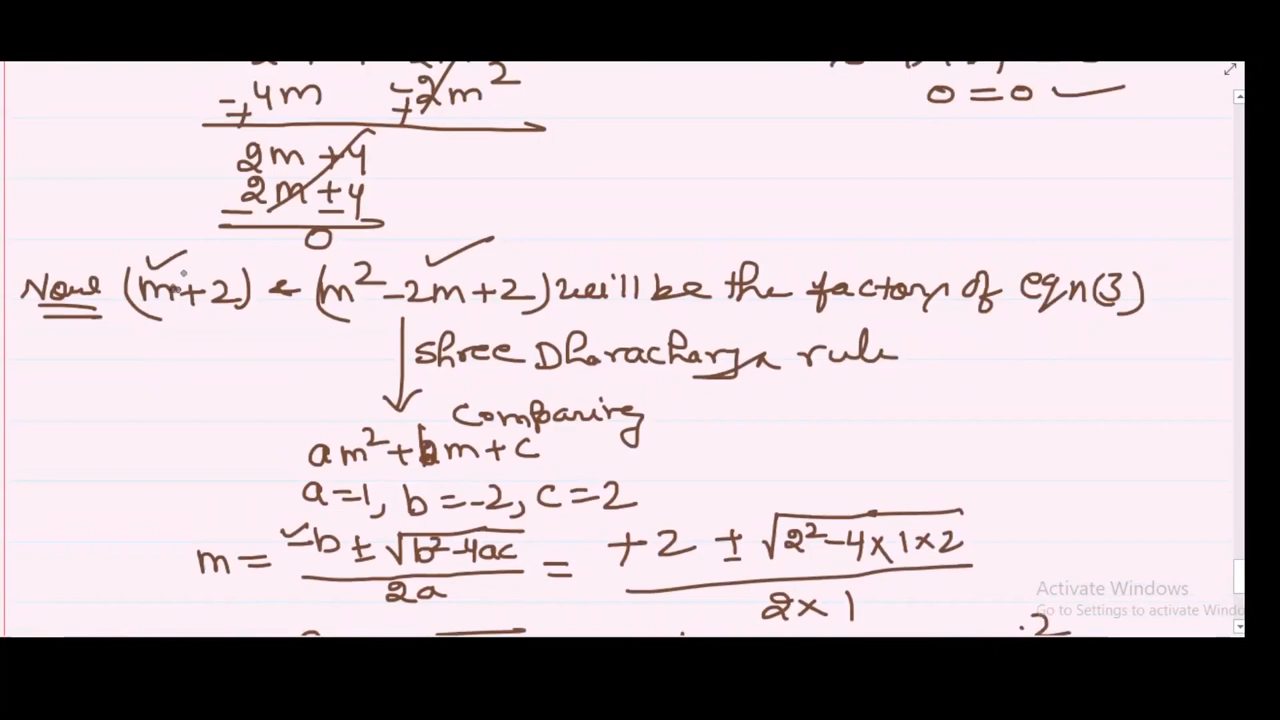 0 = 0
-4m -2m²
+ +
2m + 4
2m + 4
- -
0
Now (m+2) & (m² - 2m + 2) will be the factors of eqn (3)
Shree Dharacharya rule
Comparing
am² + bm + c
a = 1, b = -2, c = 2
m = -b ± √b² - 4ac / 2a = +2 ± √2² - 4×1×2 / 2×1
Activate Windows
Go to Settings to activate Windo